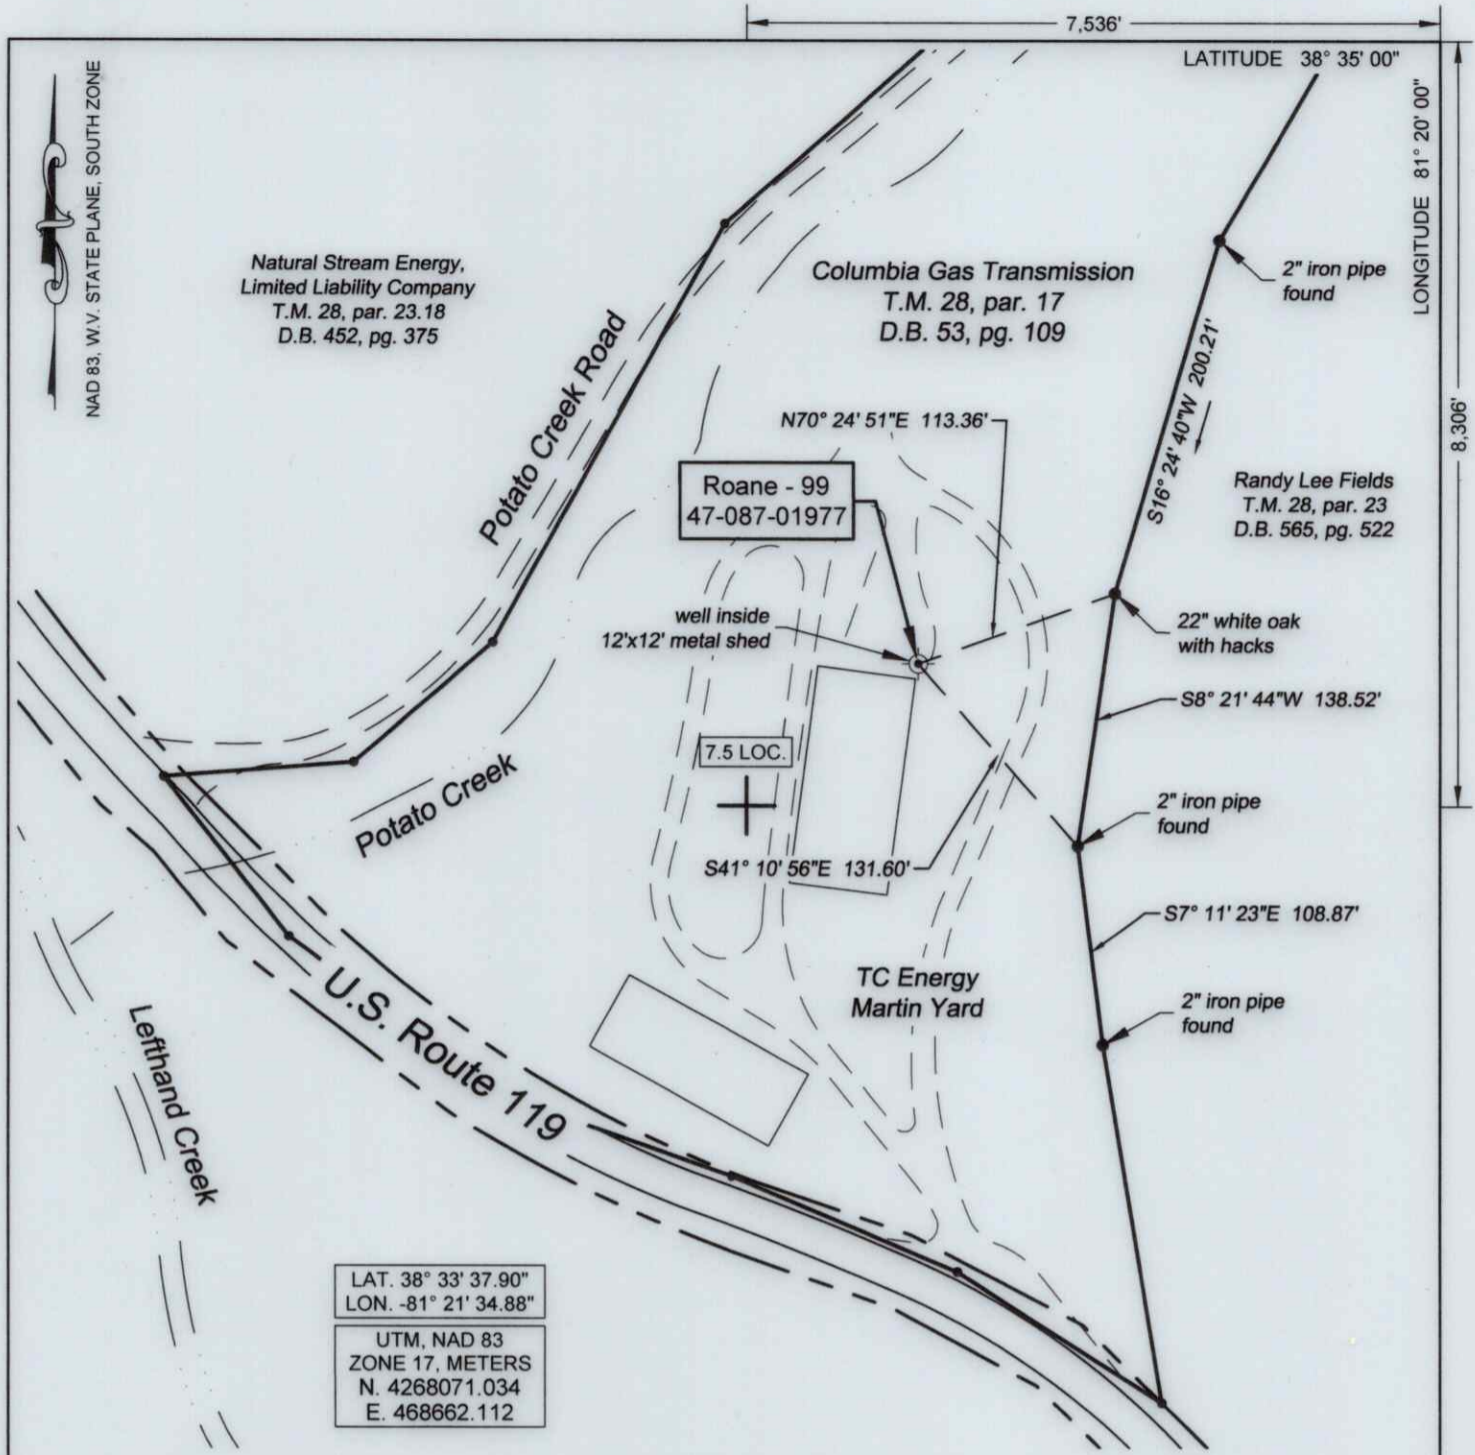 7,536'
LATITUDE 38° 35' 00"
LONGITUDE 81° 20' 00"
8,306'
NAD 83, W.V. STATE PLANE, SOUTH ZONE
Natural Stream Energy,
Limited Liability Company
T.M. 28, par. 23.18
D.B. 452, pg. 375
Columbia Gas Transmission
T.M. 28, par. 17
D.B. 53, pg. 109
2" iron pipe
found
Potato Creek Road
S16° 24' 40"W 200.21'
N70° 24' 51"E 113.36'
Roane - 99
47-087-01977
Randy Lee Fields
T.M. 28, par. 23
D.B. 565, pg. 522
well inside
12'x12' metal shed
22" white oak
with hacks
S8° 21' 44"W 138.52'
7.5 LOC.
Potato Creek
2" iron pipe
found
S41° 10' 56"E 131.60'
S7° 11' 23"E 108.87'
TC Energy
Martin Yard
2" iron pipe
found
U.S. Route 119
Lefthand Creek
LAT. 38° 33' 37.90"
LON. -81° 21' 34.88"
UTM, NAD 83
ZONE 17, METERS
N. 4268071.034
E. 468662.112